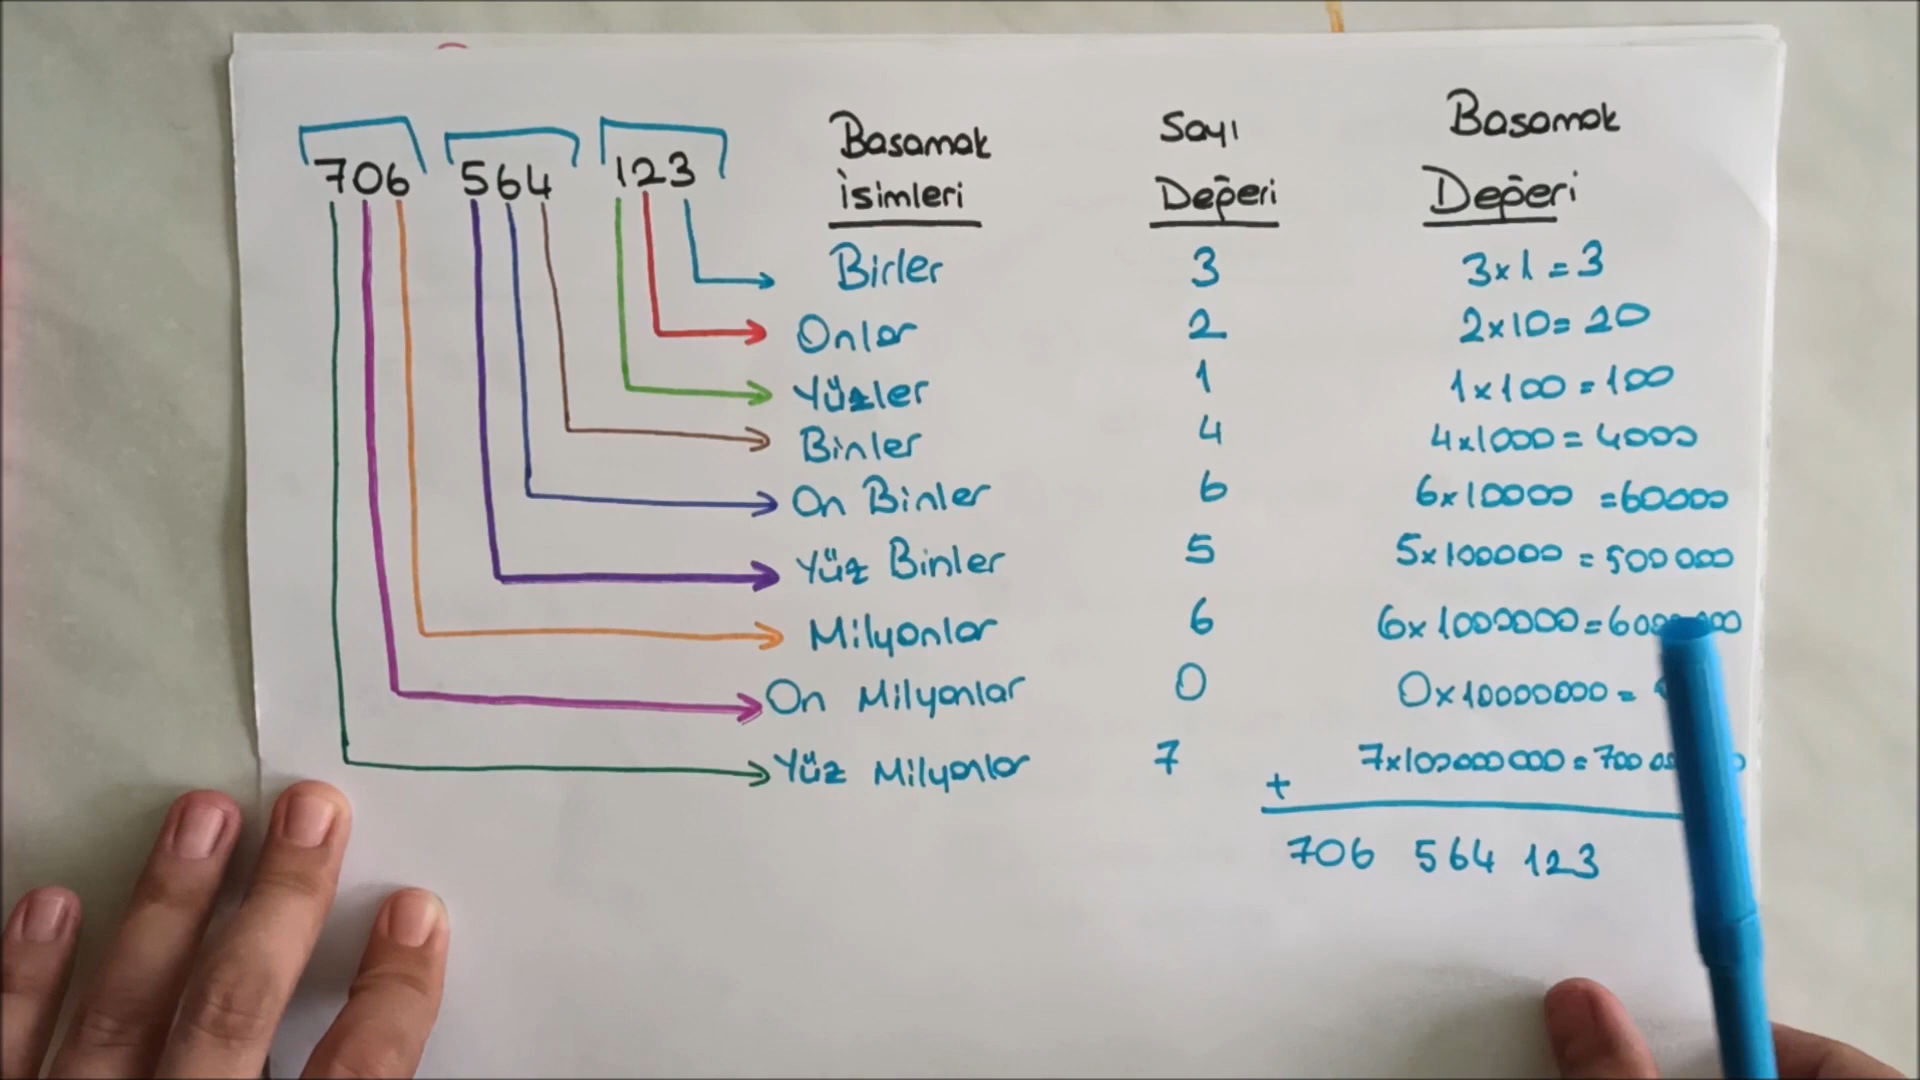 706 564 123
Basamak İsimleri
Sayı Değeri
Basamak Değeri
Birler 3 3x1=3
Onlar 2 2x10=20
Yüzler 1 1x100=100
Binler 4 4x1000=4000
On Binler 6 6x10000=60000
Yüz Binler 5 5x100000=500 000
Milyonlar 6 6x1000000=
On Milyonlar 0 0x10000000=
Yüz Milyonlar 7 7x100000000=
+
706 564 123